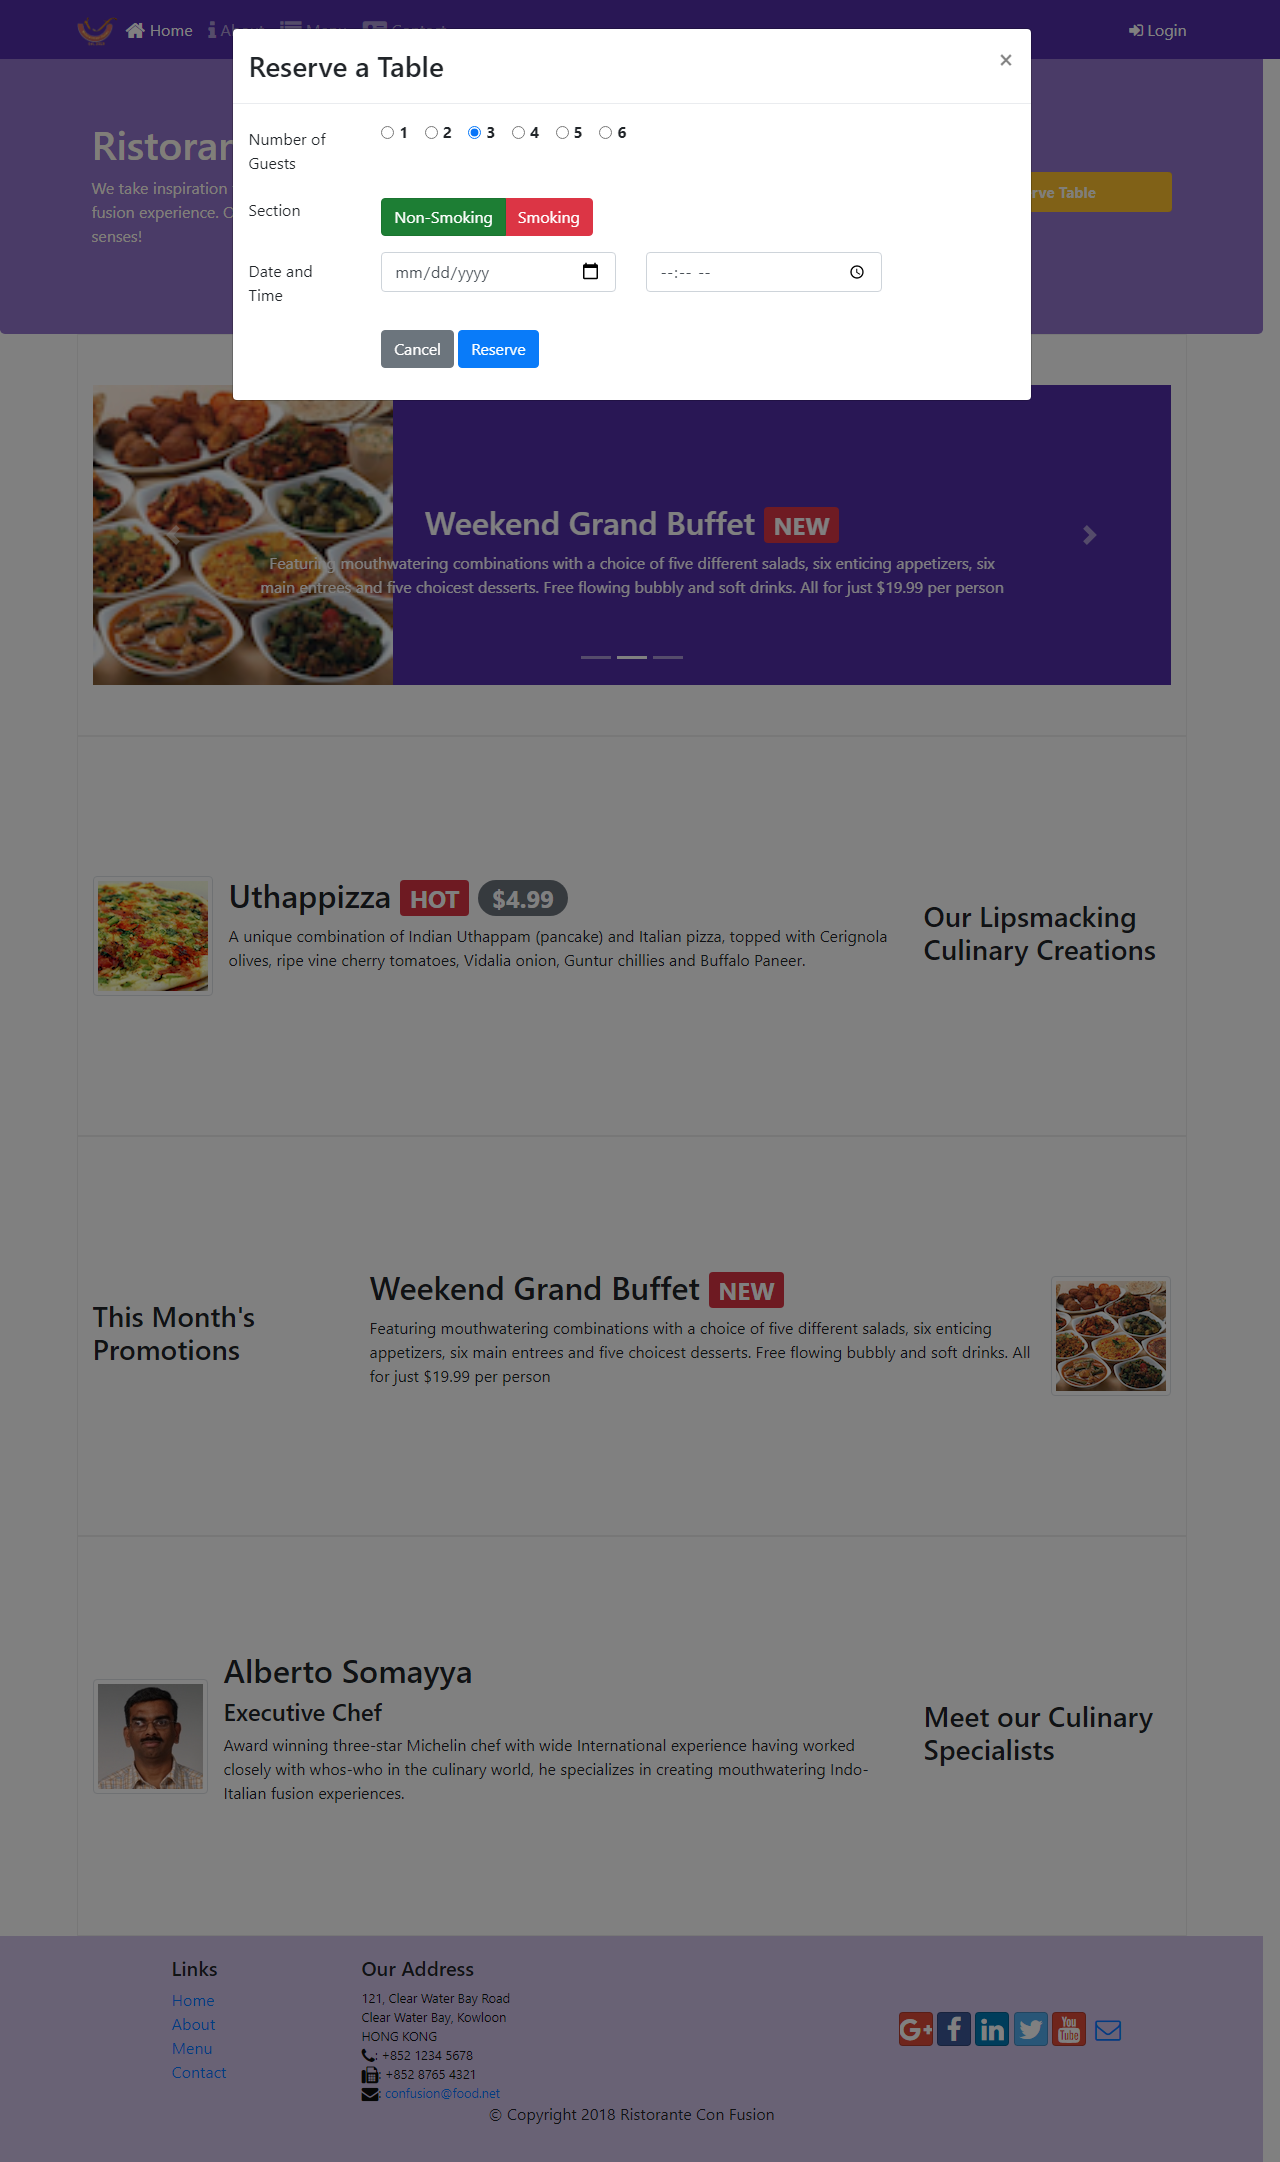 Home About Menu Contact Login
Reserve a Table ×
Number of
Guests
1 2 3 4 5 6
Section
Non-Smoking Smoking
Date and
Time
mm/dd/yyyy --:-- --
Cancel Reserve
We take inspiration
fusion experience.
senses!
Table
Weekend Grand Buffet NEW
Featuring mouthwatering combinations with a choice of five different salads, six enticing appetizers, six
main entrees and five choicest desserts. Free flowing bubbly and soft drinks. All for just $19.99 per person
Uthappizza HOT $4.99
A unique combination of Indian Uthappam (pancake) and Italian pizza, topped with Cerignola
olives, ripe vine cherry tomatoes, Vidalia onion, Guntur chillies and Buffalo Paneer.
Our Lipsmacking
Culinary Creations
This Month's
Promotions
Weekend Grand Buffet NEW
Featuring mouthwatering combinations with a choice of five different salads, six enticing
appetizers, six main entrees and five choicest desserts. Free flowing bubbly and soft drinks. All
for just $19.99 per person
Alberto Somayya
Executive Chef
Award winning three-star Michelin chef with wide International experience having worked
closely with whos-who in the culinary world, he specializes in creating mouthwatering Indo-
Italian fusion experiences.
Meet our Culinary
Specialists
Links
Home
About
Menu
Contact
Our Address
121, Clear Water Bay Road
Clear Water Bay, Kowloon
HONG KONG
: +852 1234 5678
: +852 8765 4321
: confusion@food.net
© Copyright 2018 Ristorante Con Fusion